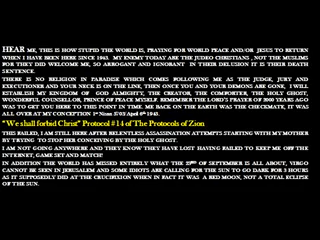 HEAR ME, THIS IS HOW STUPID THE WORLD IS, PRAYING FOR WORLD PEACE AND/OR JESUS TO RETURN
WHEN I HAVE BEEN HERE SINCE 1943. MY ENEMY TODAY ARE THE JUDEO CHRISTIANS, NOT THE MUSLIMS
FOR THEY DID WELCOME ME, SO ARROGANT AND IGNORANT IN THEIR DELUSION IT IS THEIR DEATH
SENTENCE.
THERE IS NO RELIGION IN PARADISE WHICH COMES FOLLOWING ME AS THE JUDGE, JURY AND
EXECUTIONER AND YOUR NECK IS ON THE LINE, THEN ONCE YOU AND YOUR DEMONS ARE GONE, I WILL
ESTABLISH MY KINGDOM OF GOD ALMIGHTY, THE CREATOR, THE COMFORTER, THE HOLY GHOST,
WONDERFUL COUNSELLOR, PRINCE OF PEACE MYSELF. REMEMBER THE LORD'S PRAYER OF 2000 YEARS AGO
WAS TO GET YOU HERE TO THIS POINT IN TIME. ME BACK ON THE EARTH WAS THE CHECKMATE, IT WAS
ALL OVER AT MY CONCEPTION 1st Nisan 5703/April 6th 1943.
"We shall forbid Christ" Protocol #14 of The Protocols of Zion
THIS FAILED, I AM STILL HERE AFTER RELENTLESS ASSASSINATION ATTEMPTS STARTING WITH MY MOTHER
BY TRYING TO STOP HER CONCEIVING BY THE HOLY GHOST.
I AM NOT GOING ANYWHERE AND THEY KNOW THEY HAVE LOST HAVING FAILED TO KEEP ME OFF THE
INTERNET, GAME SET AND MATCH!
IN ADDITION THE WORLD HAS MISSED ENTIRELY WHAT THE 23RD OF SEPTEMBER IS ALL ABOUT, VIRGO
CANNOT BE SEEN IN JERUSALEM AND SOME IDIOTS ARE CALLING FOR THE SUN TO GO DARK FOR 3 HOURS
AS IT SUPPOSEDLY DID AT THE CRUCIFIXION WHEN IN FACT IT WAS A RED MOON, NOT A TOTAL ECLIPSE
OF THE SUN.